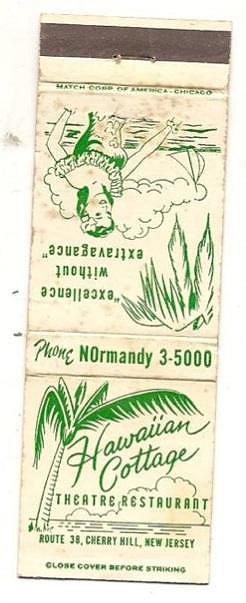 MATCH CORP. OF AMERICA - CHICAGO
"excellence
without
extravagance"
Phone NOrmandy 3-5000
Hawaiian
Cottage
THEATRE RESTAURANT
ROUTE 38, CHERRY HILL, NEW JERSEY
CLOSE COVER BEFORE STRIKING